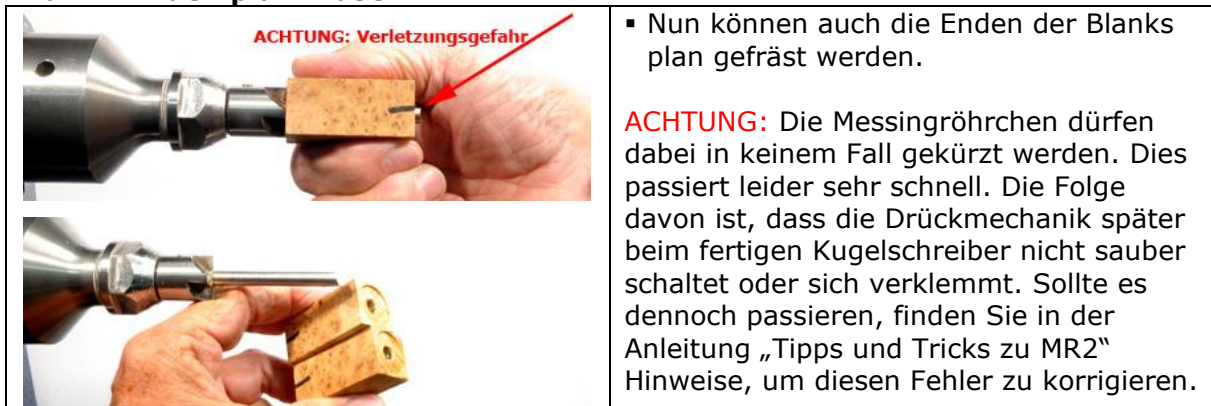 ACHTUNG: Verletzungsgefahr
▪ Nun können auch die Enden der Blanks
plan gefräst werden.
ACHTUNG: Die Messingröhrchen dürfen
dabei in keinem Fall gekürzt werden. Dies
passiert leider sehr schnell. Die Folge
davon ist, dass die Drückmechanik später
beim fertigen Kugelschreiber nicht sauber
schaltet oder sich verklemmt. Sollte es
dennoch passieren, finden Sie in der
Anleitung „Tipps und Tricks zu MR2“
Hinweise, um diesen Fehler zu korrigieren.